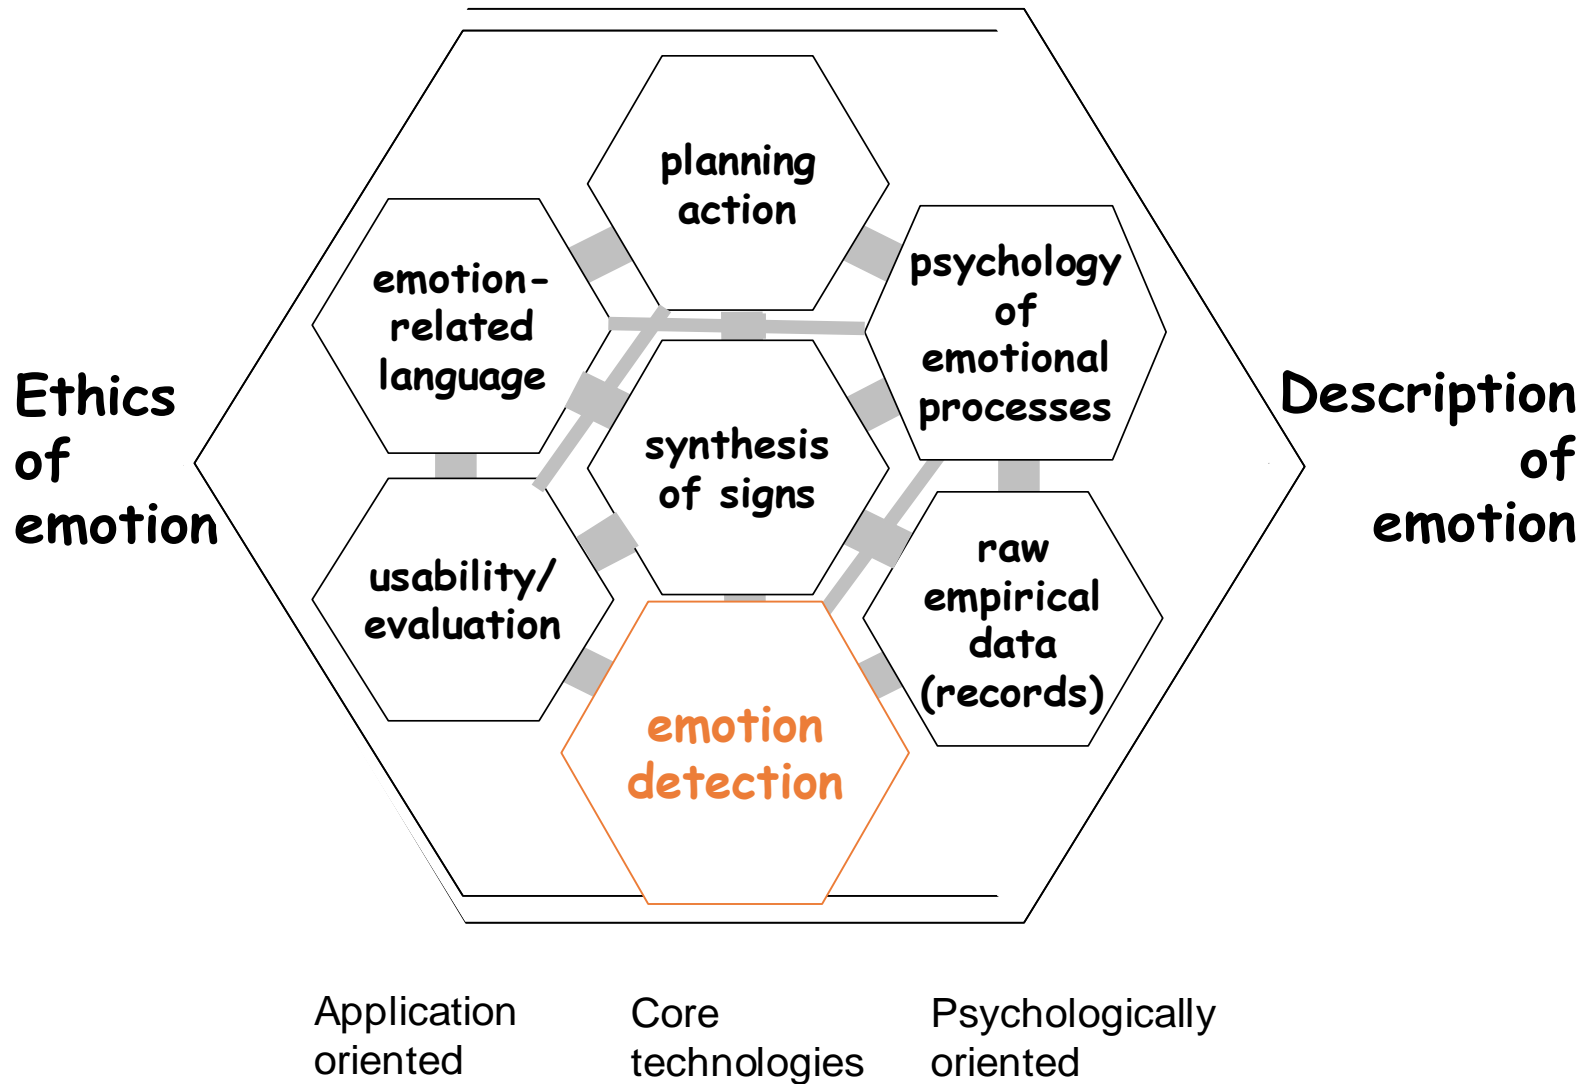 planning
action
emotion-
related
language
psychology
of
emotional
processes
Ethics
of
emotion
synthesis
of signs
Description
of
emotion
usability/
evaluation
raw
empirical
data
(records)
emotion
detection
Application
oriented
Core
technologies
Psychologically
oriented